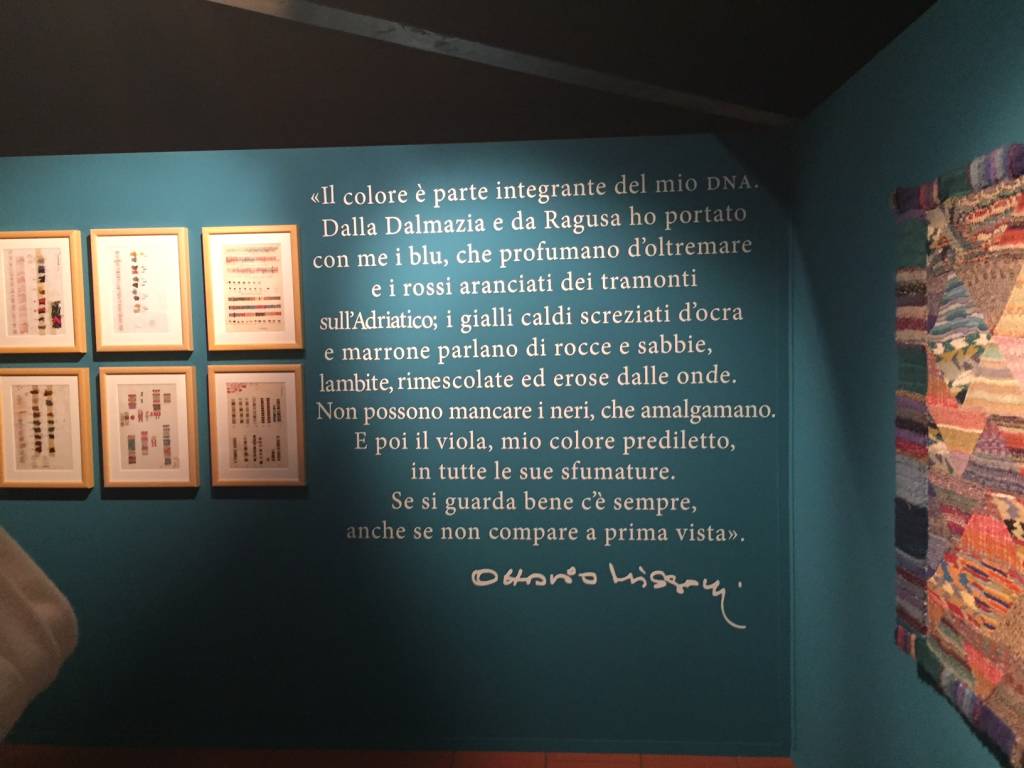 «Il colore è parte integrante del mio DNA.
Dalla Dalmazia e da Ragusa ho portato
con me i blu, che profumano d'oltremare
e i rossi aranciati dei tramonti
sull'Adriatico; i gialli caldi screziati d'ocra
e marrone parlano di rocce e sabbie,
lambite, rimescolate ed erose dalle onde.
Non possono mancare i neri, che amalgamano.
E poi il viola, mio colore prediletto,
in tutte le sue sfumature.
Se si guarda bene c'è sempre,
anche se non compare a prima vista».
Ottavio Missoni